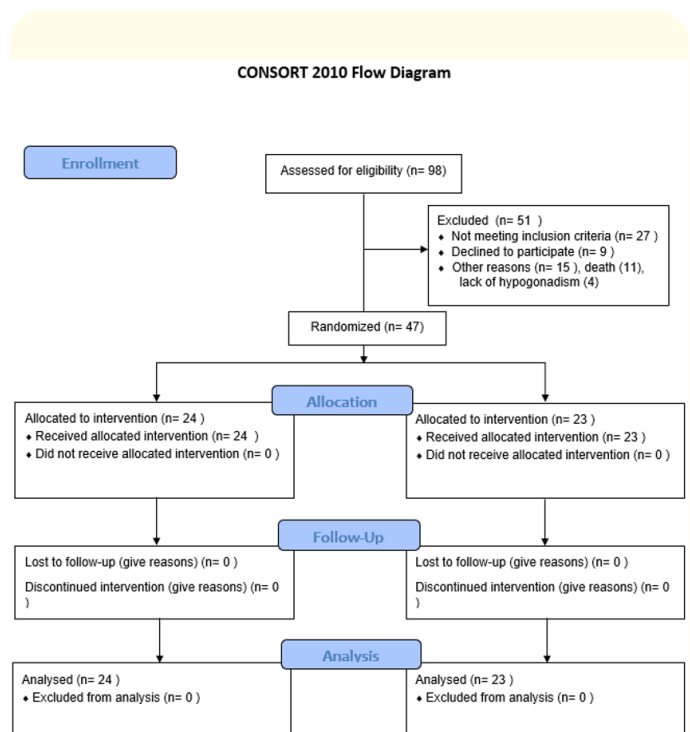 CONSORT 2010 Flow Diagram
Enrollment
Assessed for eligibility (n= 98)
Excluded  (n= 51  )
♦ Not meeting inclusion criteria (n= 27 )
♦ Declined to participate (n= 9 )
♦ Other reasons (n= 15 ), death (11),
lack of hypogonadism (4)
Randomized (n= 47)
Allocation
Allocated to intervention (n= 24 )
♦ Received allocated intervention (n= 24  )
♦ Did not receive allocated intervention (n= 0 )
Allocated to intervention (n= 23 )
♦ Received allocated intervention (n= 23 )
♦ Did not receive allocated intervention (n= 0 )
Follow-Up
Lost to follow-up (give reasons) (n= 0 )
Discontinued intervention (give reasons) (n= 0
)
Lost to follow-up (give reasons) (n= 0 )
Discontinued intervention (give reasons) (n= 0
)
Analysis
Analysed (n= 24 )
♦ Excluded from analysis (n= 0 )
Analysed (n= 23 )
♦ Excluded from analysis (n= 0 )